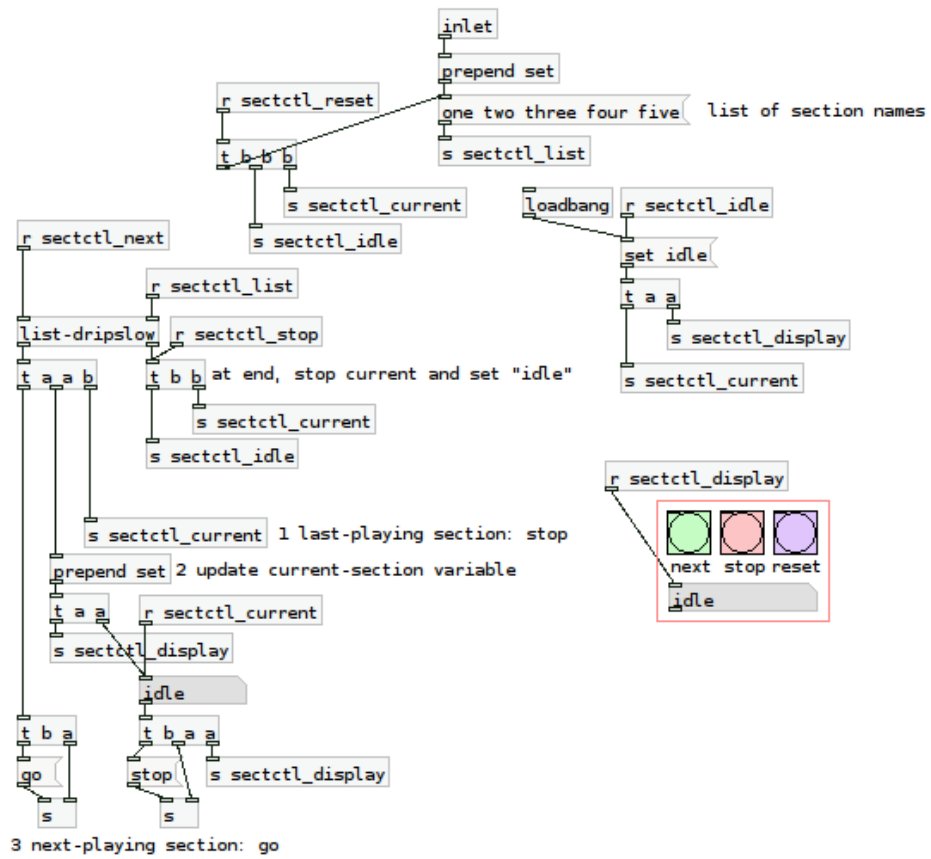 inlet
prepend set
r sectctl_reset
one two three four five
list of section names
t b b b
s sectctl_list
s sectctl_current
loadbang
r sectctl_idle
r sectctl_next
s sectctl_idle
set idle
r sectctl_list
t a a
list-dripslow
r sectctl_stop
s sectctl_display
t a a b
t b b
at end, stop current and set "idle"
s sectctl_current
s sectctl_current
s sectctl_idle
r sectctl_display
s sectctl_current
1 last-playing section: stop
next
stop
reset
prepend set
2 update current-section variable
idle
t a a
r sectctl_current
s sectctl_display
idle
t b a
t b a a
go
stop
s sectctl_display
s
s
3 next-playing section: go